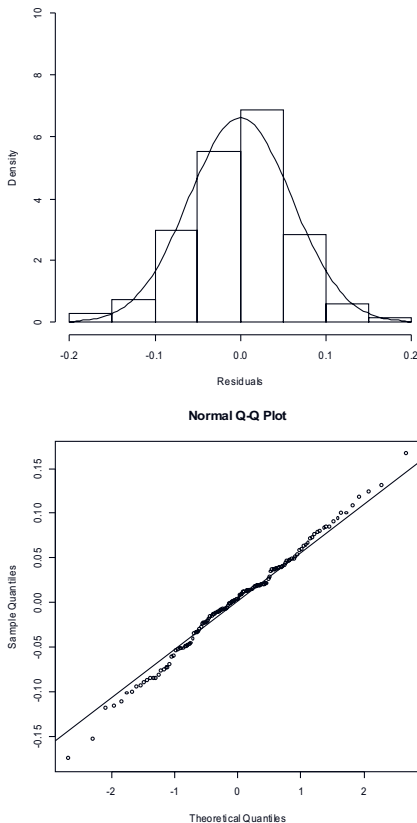 10
8
6
4
2
0
Density
-0.2 -0.1 0.0 0.1 0.2
Residuals
Normal Q-Q Plot
0.15
0.10
0.05
0.00
-0.05
-0.10
-0.15
Sample Quantiles
-2 -1 0 1 2
Theoretical Quantiles